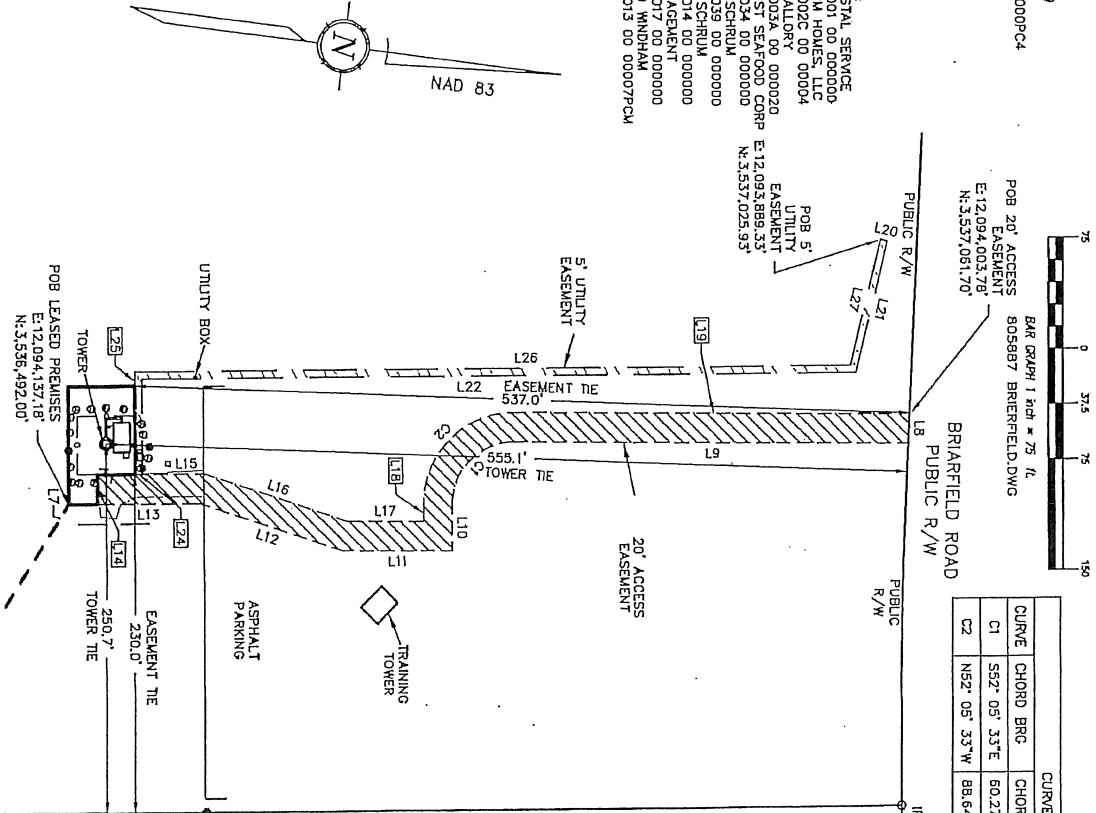 000PC4
STAL SERVICE
001 00 000000
M HOMES, LLC
002C 00 00004
ALLORY
003A 00 00002D
ST SEAFOOD CORP
034 00 000000
SCHRUM
039 00 000000
SCHRUM
014 00 000000
AGEMENT
017 00 000000
WINDHAM
013 00 00007PCM
N
NAD 83
75
0
37.5
75
150
BAR GRAPH 1 inch = 75 ft.
805887 BRIERFIELD.DWG
POB 20' ACCESS
EASEMENT
E:12,094,003.78'
N:3,537,061.70'
BRIARFIELD ROAD
PUBLIC R/W
PUBLIC R/W
PUBLIC
R/W
POB 5'
UTILITY
EASEMENT
E:12,093,889.33'
N:3,537,025.93'
L20
L21
L27
L8
5' UTILITY
EASEMENT
L26
L22
EASEMENT TIE
537.0'
L19
L9
555.1'
TOWER TIE
C2
C1
L18
L10
L17
L11
L16
L12
L15
L13
L24
L14
L25
L7
20' ACCESS
EASEMENT
UTILITY BOX
TOWER
POB LEASED PREMISES
E:12,094,137.18'
N:3,536,492.00'
TRAINING
TOWER
ASPHALT
PARKING
EASEMENT TIE
230.0'
250.7'
TOWER TIE
CURVE
CURVE CHORD BRG CHOR
C1 S52° 05' 33"E 60.2
C2 N52° 05' 33"W 88.64